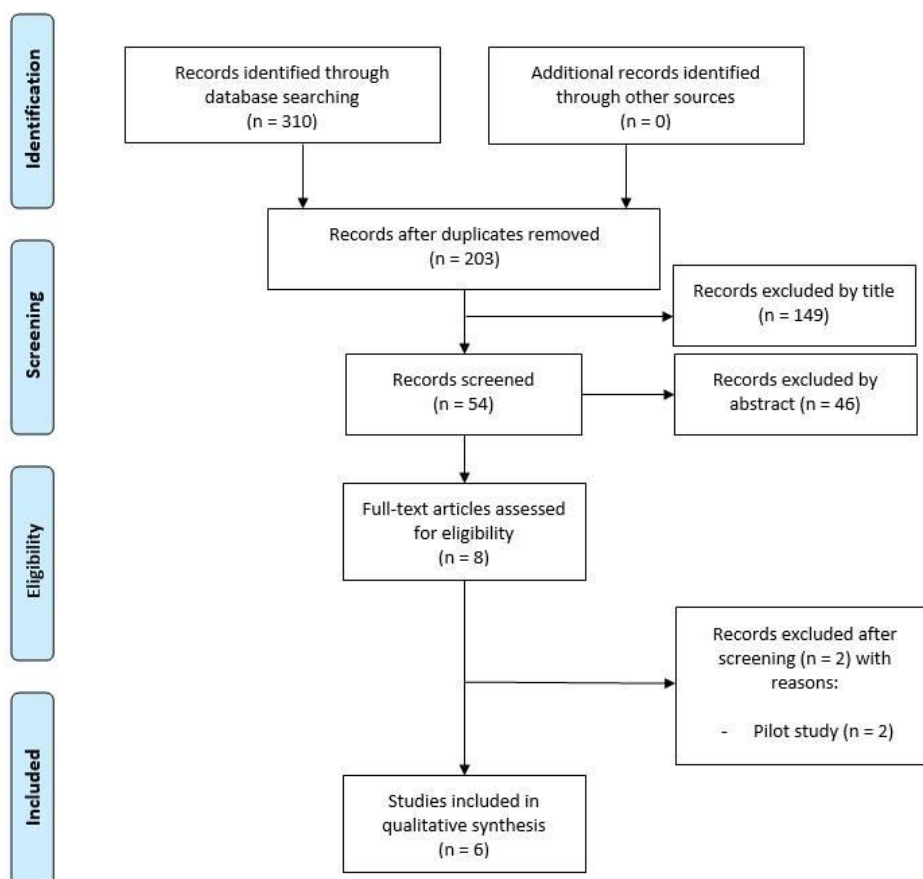 Identification
Records identified through
database searching
(n = 310)
Additional records identified
through other sources
(n = 0)
Records after duplicates removed
(n = 203)
Screening
Records excluded by title
(n = 149)
Records screened
(n = 54)
Records excluded by
abstract (n = 46)
Eligibility
Full-text articles assessed
for eligibility
(n = 8)
Records excluded after
screening (n = 2) with
reasons:
- Pilot study (n = 2)
Included
Studies included in
qualitative synthesis
(n = 6)